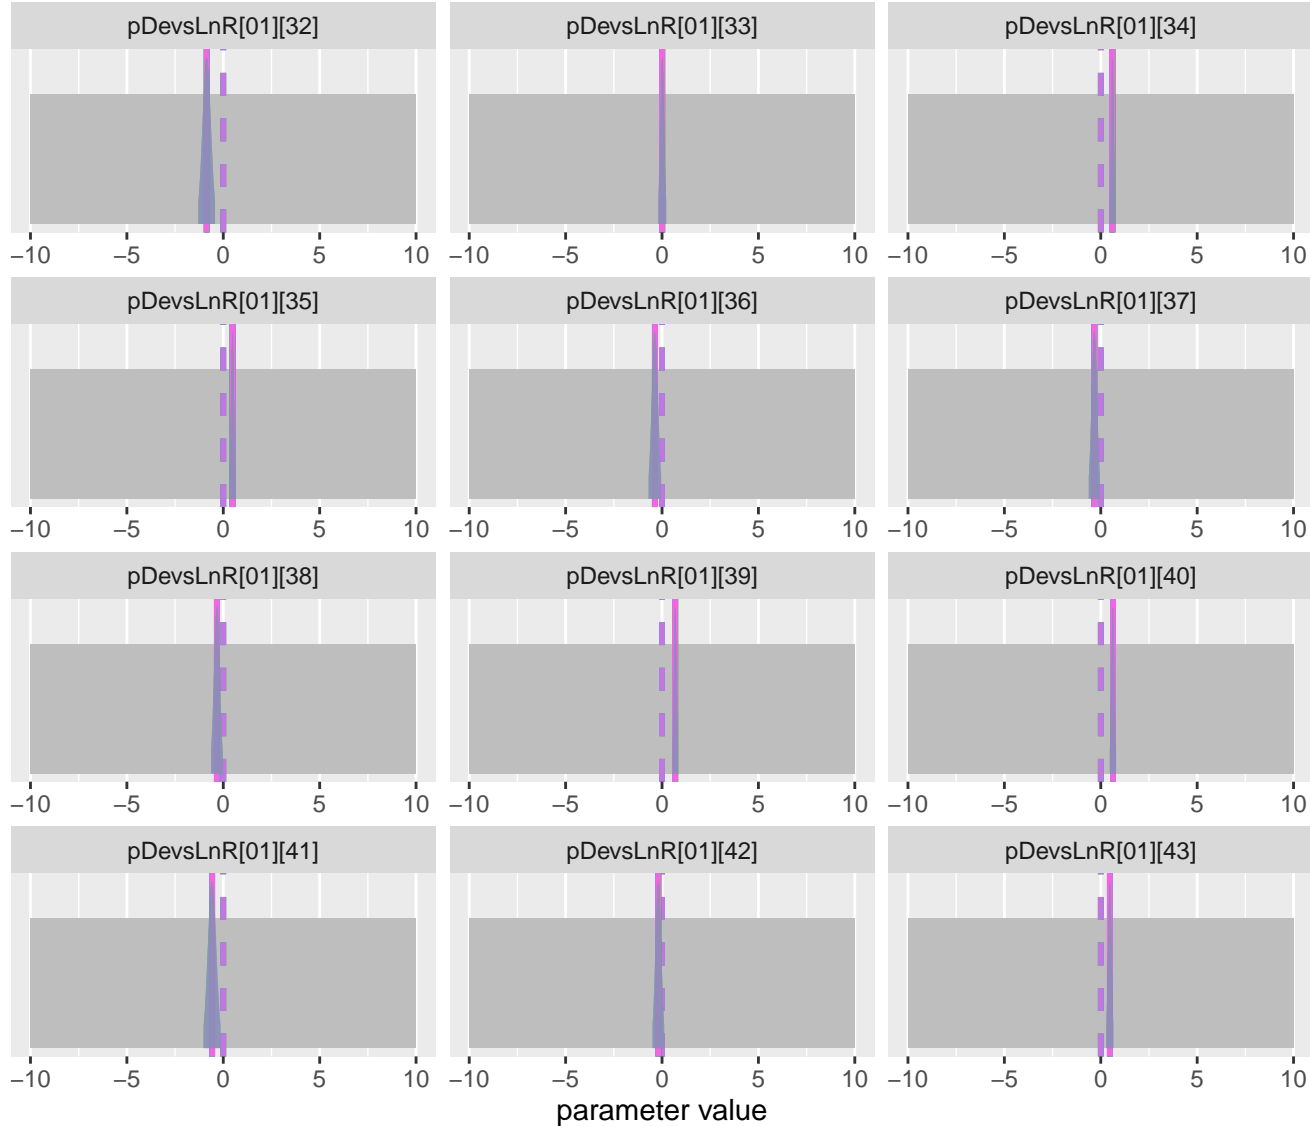 pDevsLnR[01][32] pDevsLnR[01][33] pDevsLnR[01][34]
−10 −5 0 5 10 −10 −5 0 5 10 −10 −5 0 5 10
pDevsLnR[01][35] pDevsLnR[01][36] pDevsLnR[01][37]
−10 −5 0 5 10 −10 −5 0 5 10 −10 −5 0 5 10
pDevsLnR[01][38] pDevsLnR[01][39] pDevsLnR[01][40]
−10 −5 0 5 10 −10 −5 0 5 10 −10 −5 0 5 10
pDevsLnR[01][41] pDevsLnR[01][42] pDevsLnR[01][43]
−10 −5 0 5 10 −10 −5 0 5 10 −10 −5 0 5 10
parameter value